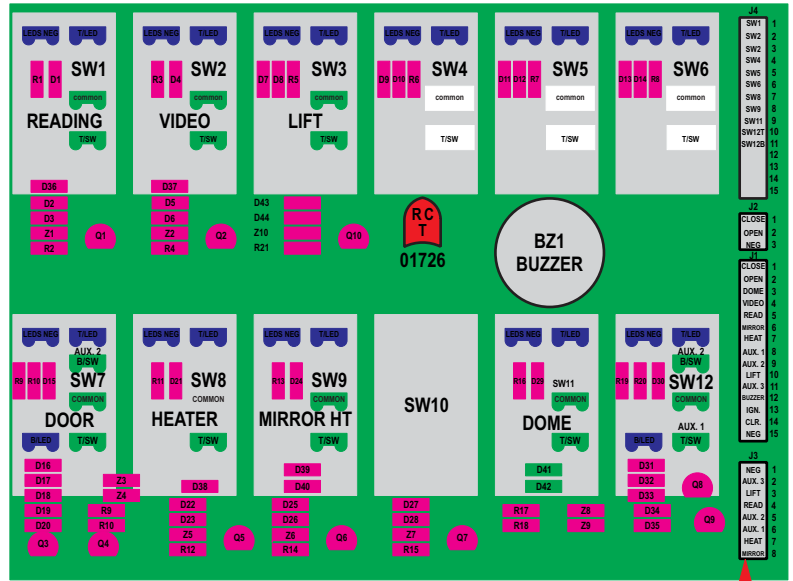 LEDS NEG T/LED
R1 D1 SW1
common
READING
T/SW
D36
D2
D3
Z1
R2
Q1
LEDS NEG T/LED
R3 D4 SW2
common
VIDEO
T/SW
D37
D5
D6
Z2
R4
Q2
LEDS NEG T/LED
D7 D8 R5 SW3
common
LIFT
T/SW
D43
D44
Z10
R21
Q10
LEDS NEG T/LED
D9 D10 R6 SW4
common
T/SW
RC
T
01726
LEDS NEG T/LED
D11 D12 R7 SW5
common
T/SW
BZ1
BUZZER
LEDS NEG T/LED
D13 D14 R8 SW6
common
T/SW
J4
SW1 1
SW2 2
SW2 3
SW4 4
SW5 5
SW6 6
SW8 7
SW9 8
SW11 9
SW12T 10
SW12B 11
12
13
14
15
J2
CLOSE 1
OPEN 2
NEG 3
J1
CLOSE 1
OPEN 2
DOME 3
VIDEO 4
READ 5
MIRROR 6
HEAT 7
AUX. 1 8
AUX. 2 9
LIFT 10
AUX. 3 11
BUZZER 12
IGN. 13
CLR. 14
NEG 15
J3
NEG 1
AUX. 3 2
LIFT 3
READ 4
AUX. 2 5
AUX. 1 6
HEAT 7
MIRROR 8
LEDS NEG T/LED
AUX. 2
B/SW
R9 R10 D15 SW7
COMMON
DOOR
B/LED T/SW
D16
D17
D18
D19
D20
Q3
Z3
Z4
R9
R10
Q4
LEDS NEG T/LED
R11 D21 SW8
COMMON
HEATER
T/SW
D38
D22
D23
Z5
R12
Q5
LEDS NEG T/LED
R13 D24 SW9
COMMON
MIRROR HT
T/SW
D39
D40
D25
D26
Z6
R14
Q6
SW10
D27
D28
Z7
R15
Q7
LEDS NEG T/LED
R16 D29 SW11
COMMON
DOME
T/SW
D41
D42
R17 Z8
R18 Z9
LEDS NEG T/LED
AUX. 2
B/SW
R19 R20 D30 SW12
COMMON
AUX. 1
B/LED T/SW
D31
D32
D33
D34
D35
Q8
Q9